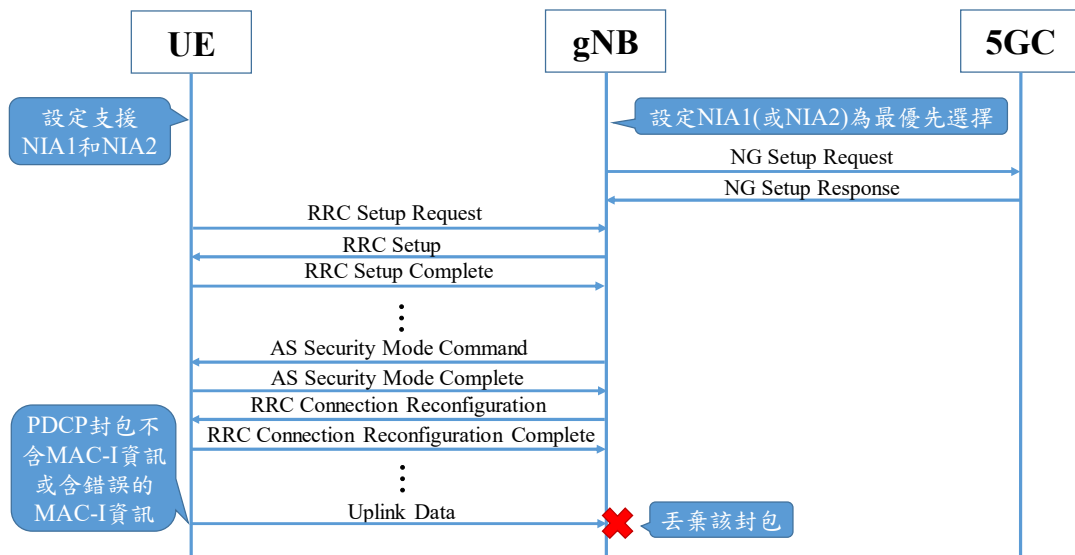 UE
gNB
5GC
設定支援
NIA1和NIA2
設定NIA1(或NIA2)為最優先選擇
NG Setup Request
NG Setup Response
RRC Setup Request
RRC Setup
RRC Setup Complete
AS Security Mode Command
AS Security Mode Complete
RRC Connection Reconfiguration
RRC Connection Reconfiguration Complete
PDCP封包不
含MAC-I資訊
或含錯誤的
MAC-I資訊
Uplink Data
丟棄該封包